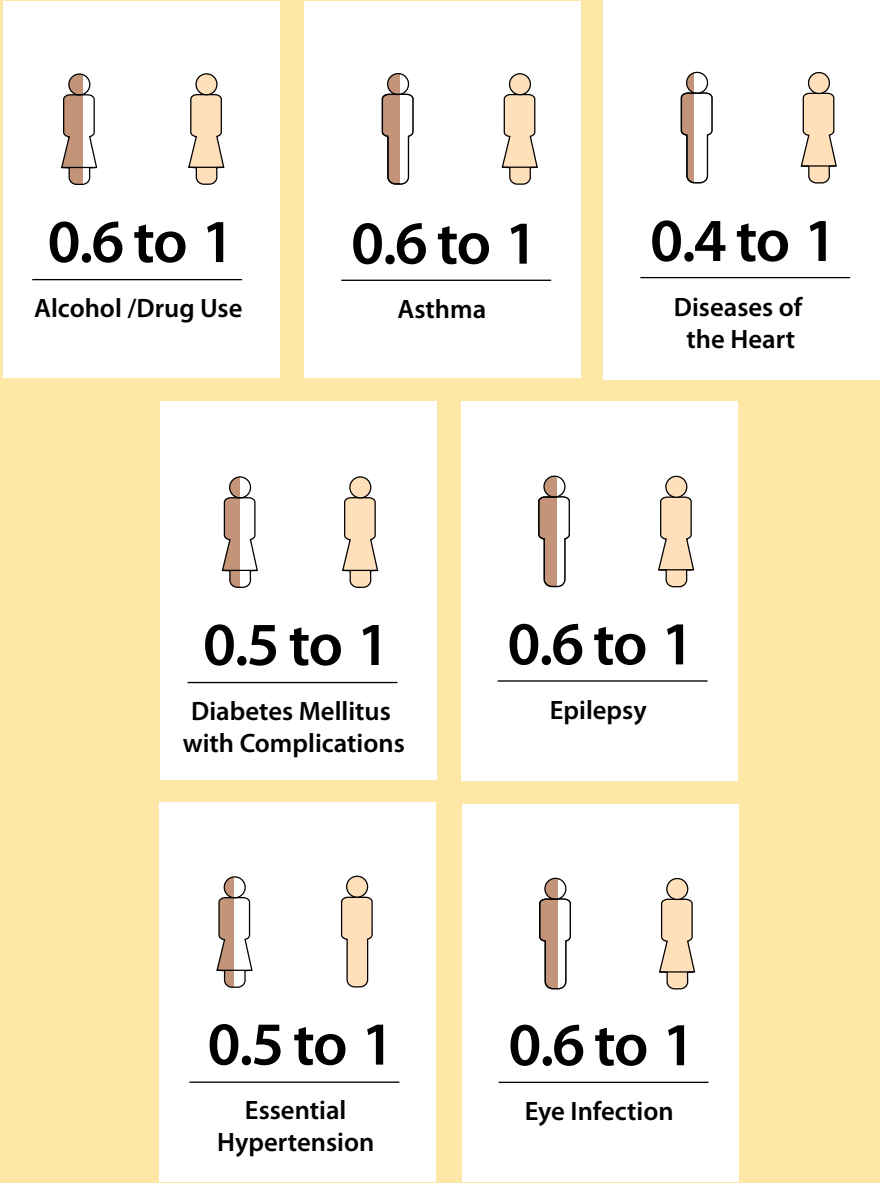 0.6 to 1
Alcohol /Drug Use
0.6 to 1
Asthma
0.4 to 1
Diseases of
the Heart
0.5 to 1
Diabetes Mellitus
with Complications
0.6 to 1
Epilepsy
0.5 to 1
Essential
Hypertension
0.6 to 1
Eye Infection